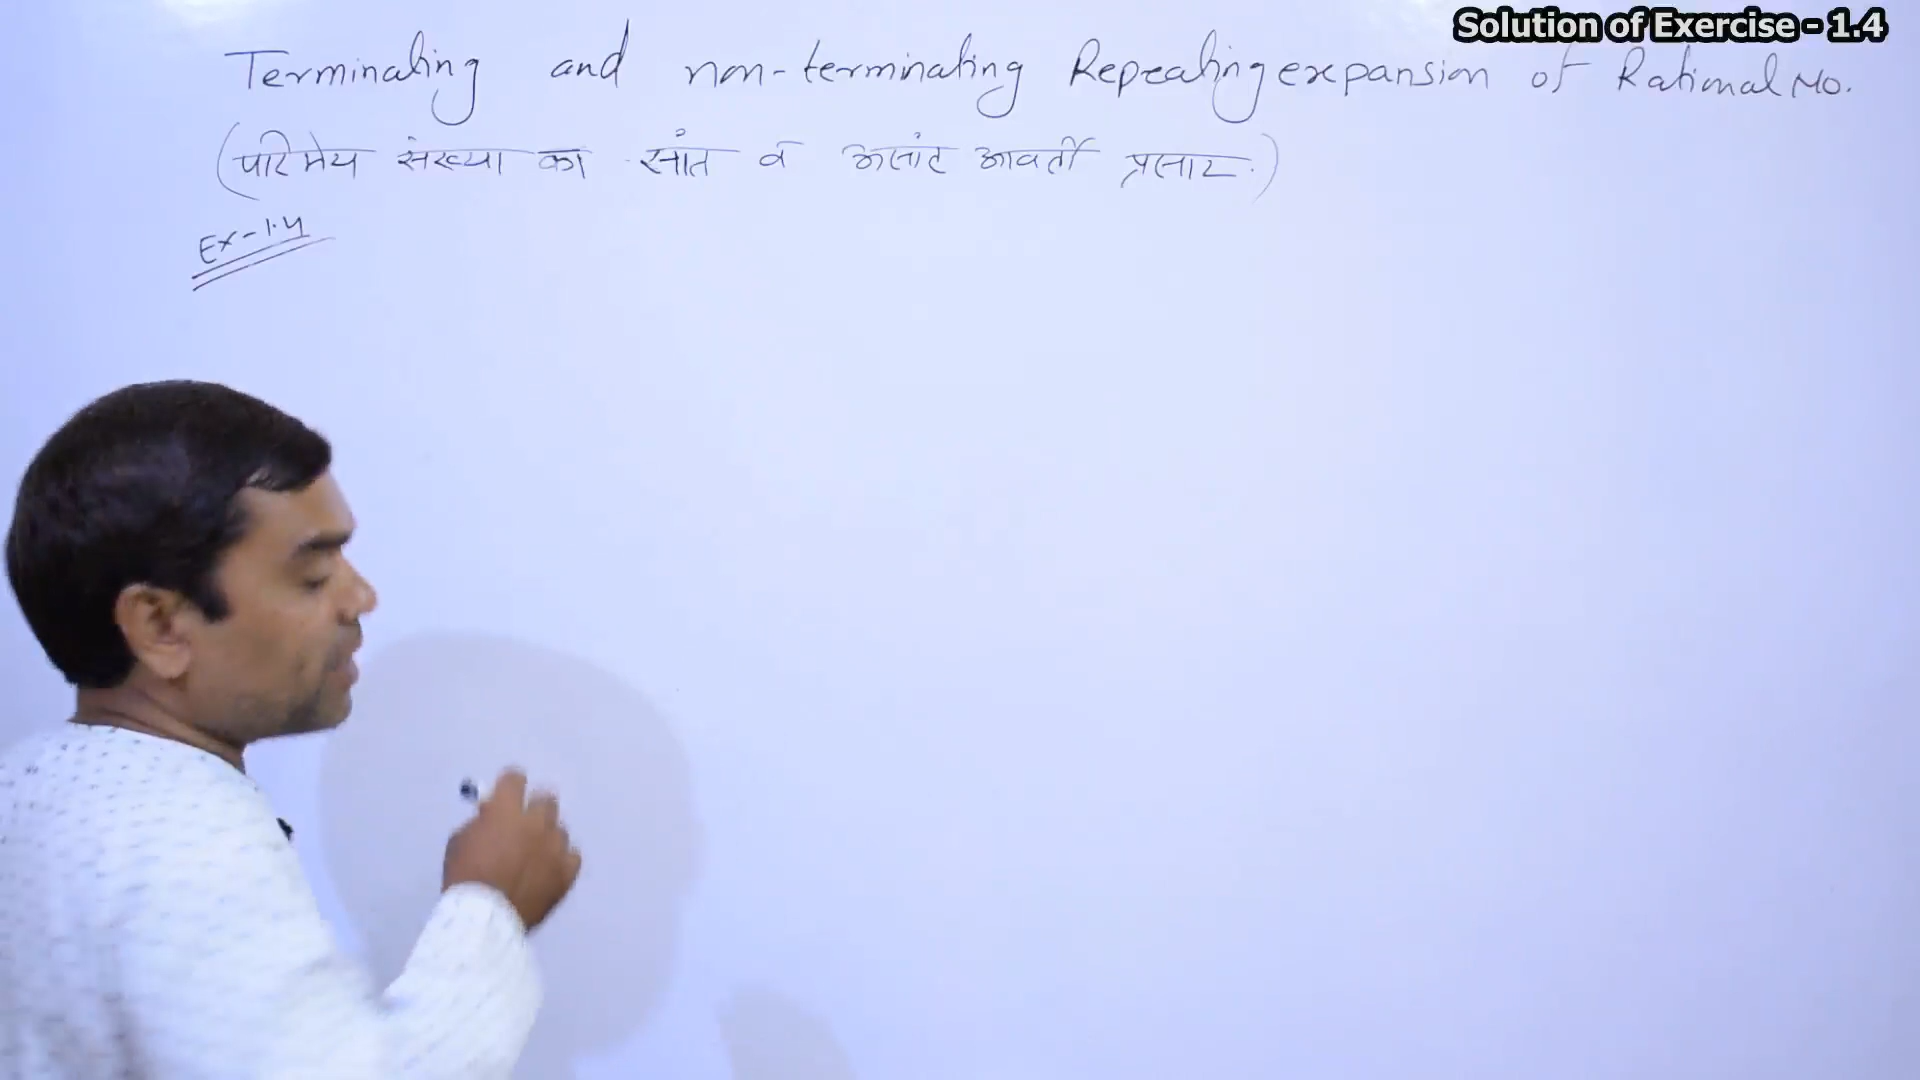 Solution of Exercise - 1.4
Terminating and non-terminating Repeating expansion of Rational No.
(परिमेय संख्या का सांत व असांत आवर्ती प्रसार.)
Ex-1.4